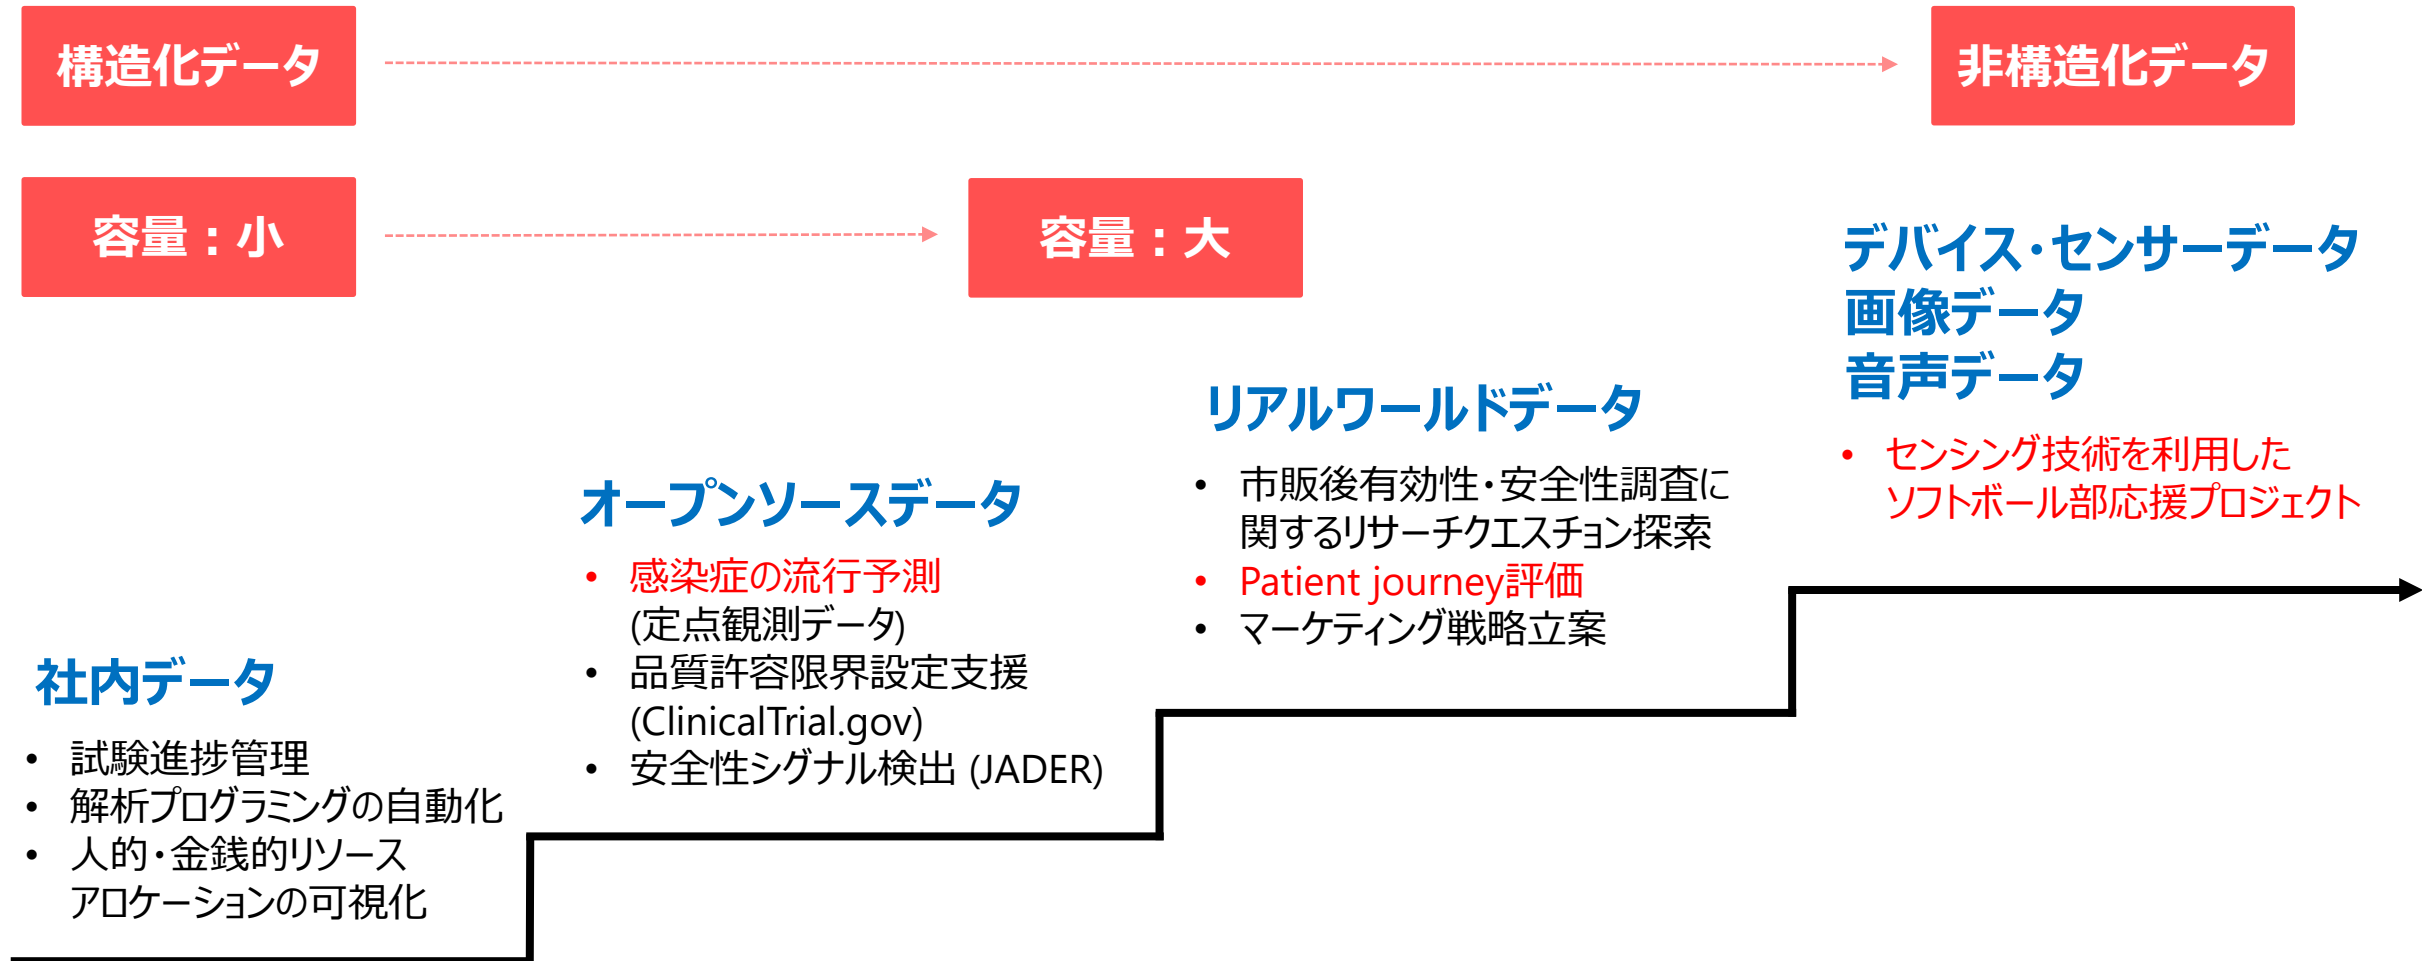 構造化データ
非構造化データ
容量：小
容量：大
社内データ
• 試験進捗管理
• 解析プログラミングの自動化
• 人的・金銭的リソース
アロケーションの可視化
オープンソースデータ
• 感染症の流行予測
(定点観測データ)
• 品質許容限界設定支援
(ClinicalTrial.gov)
• 安全性シグナル検出 (JADER)
リアルワールドデータ
• 市販後有効性・安全性調査に
関するリサーチクエスチョン探索
• Patient journey評価
• マーケティング戦略立案
デバイス・センサーデータ
画像データ
音声データ
• センシング技術を利用した
ソフトボール部応援プロジェクト